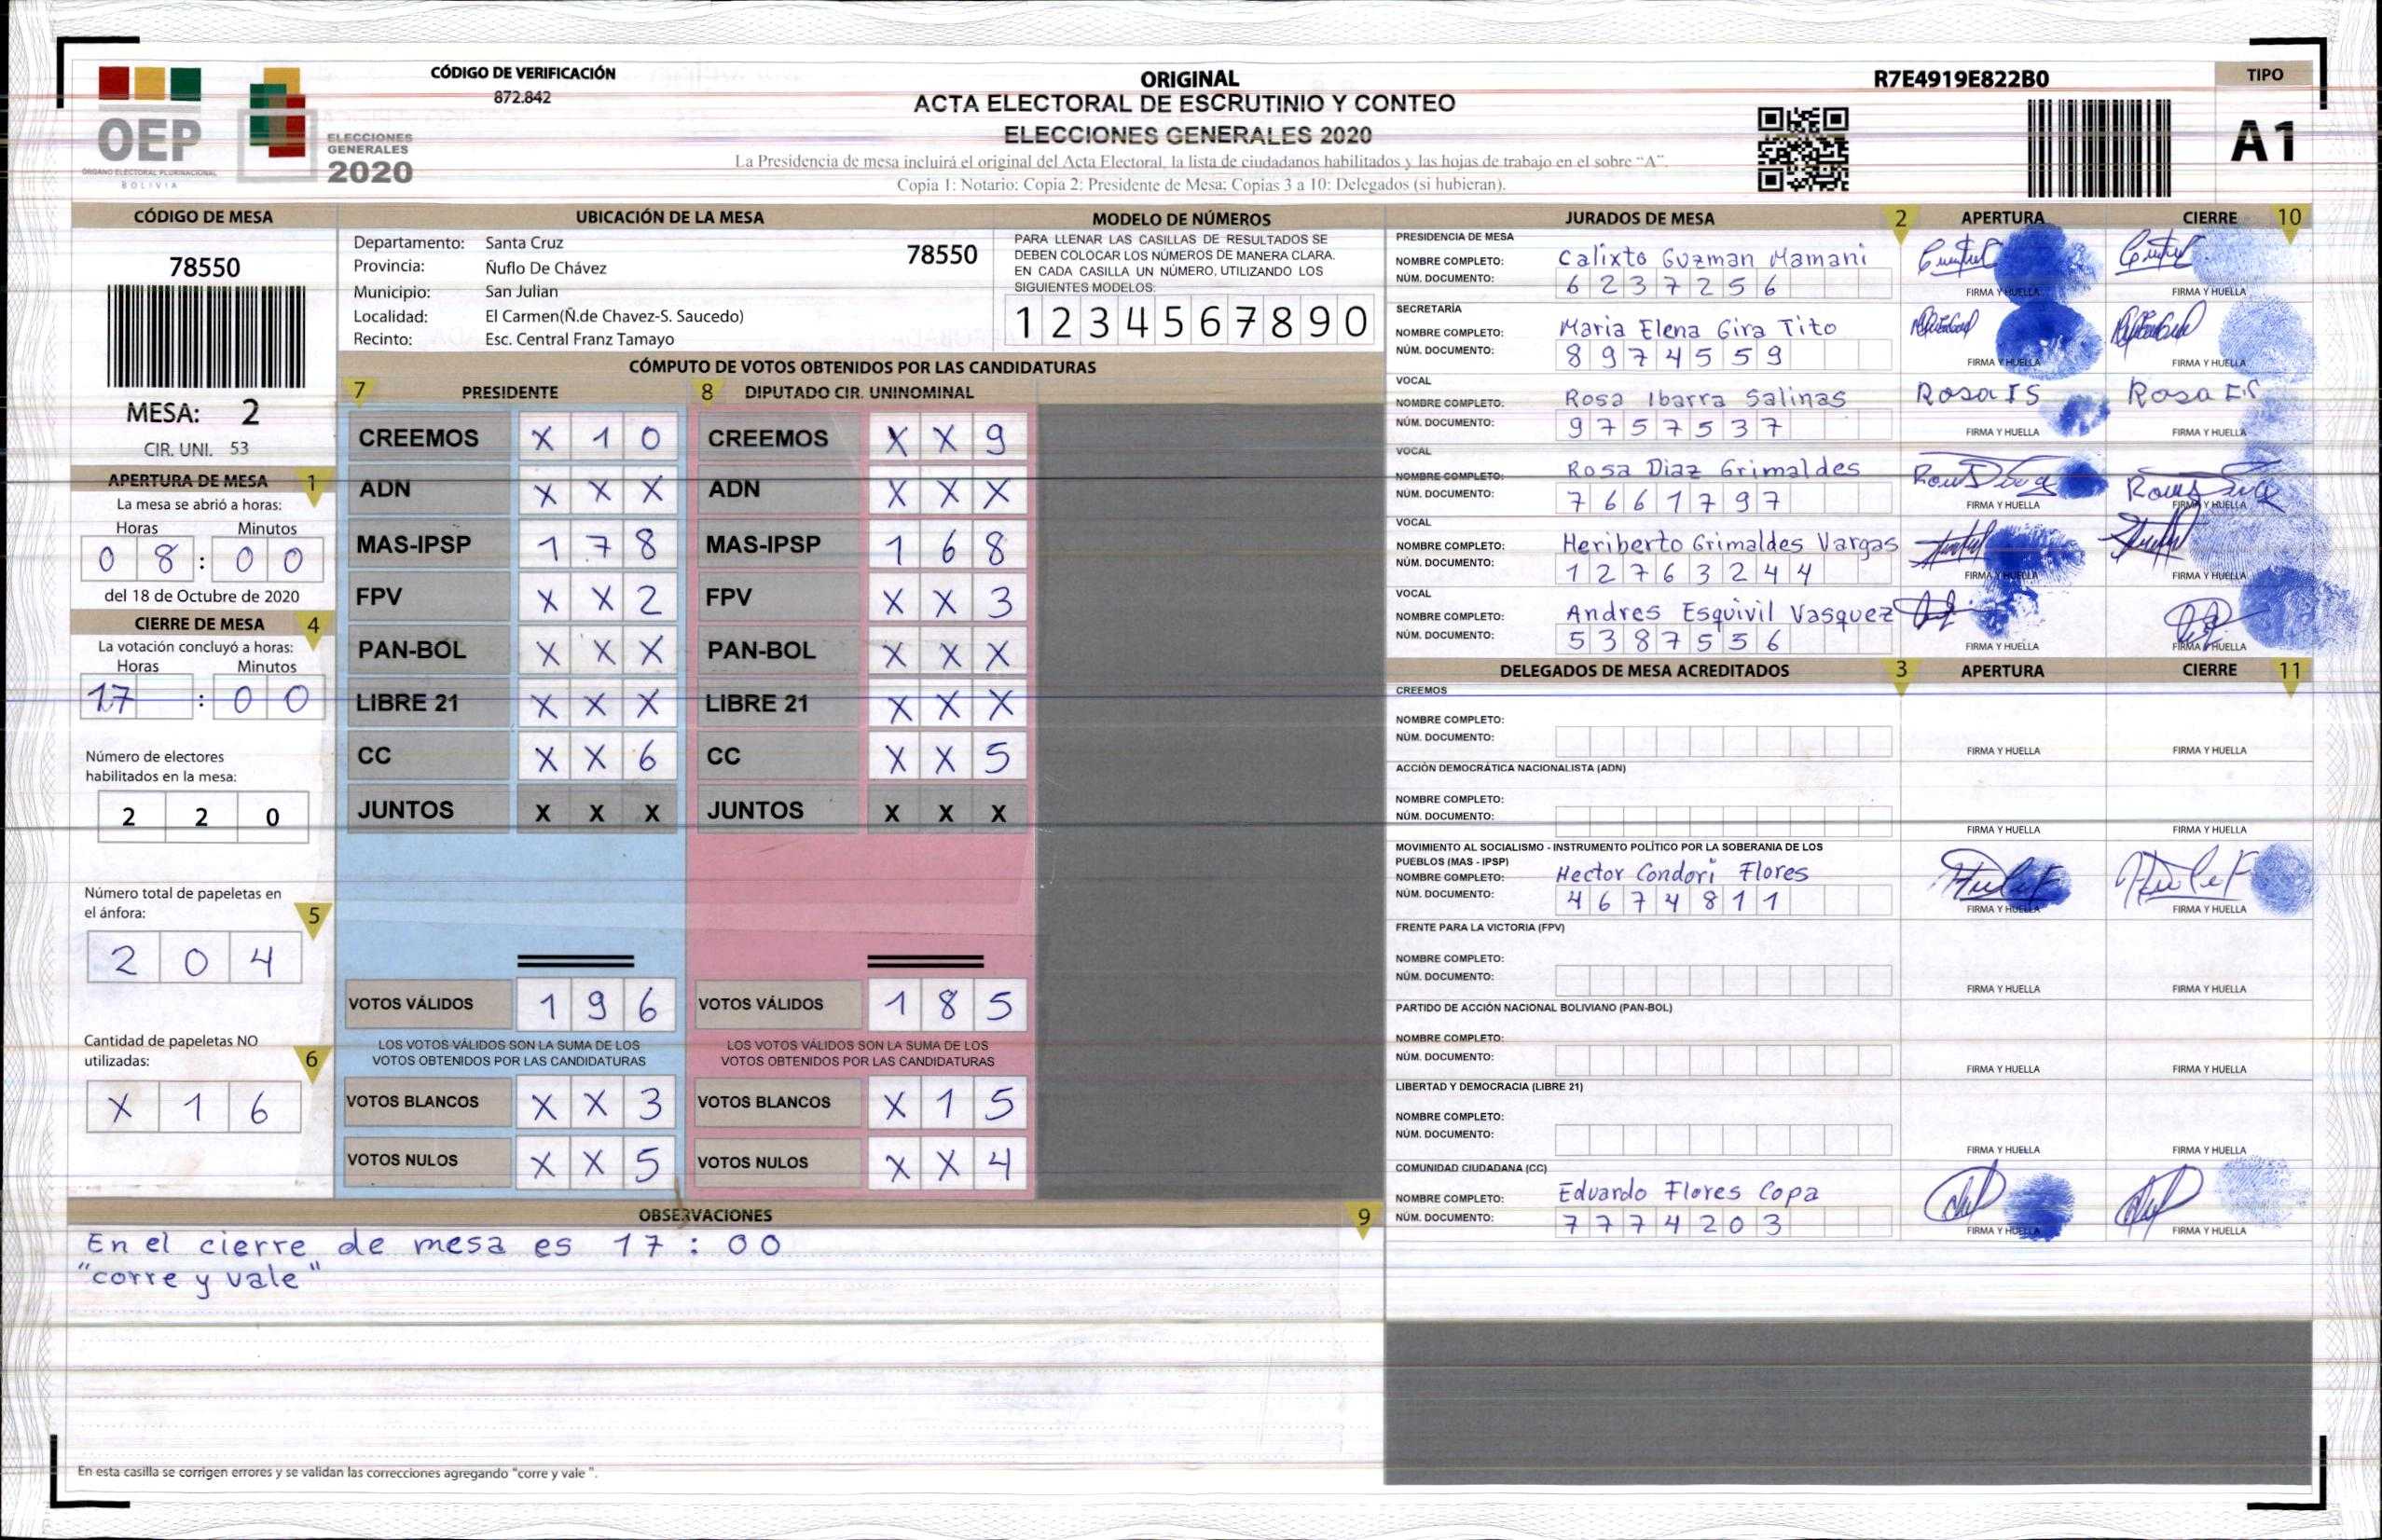 CÓDIGO DE VERIFICACIÓN
872.842
OEP
ÓRGANO ELECTORAL PLURINACIONAL
BOLIVIA
ELECCIONES
GENERALES
2020
ORIGINAL
ACTA ELECTORAL DE ESCRUTINIO Y CONTEO
ELECCIONES GENERALES 2020
La Presidencia de mesa incluirá el original del Acta Electoral, la lista de ciudadanos habilitados y las hojas de trabajo en el sobre "A".
Copia 1: Notario; Copia 2: Presidente de Mesa; Copias 3 a 10: Delegados (si hubieran).
R7E4919E822B0
TIPO
A1
CÓDIGO DE MESA
78550
MESA: 2
CIR. UNI. 53
APERTURA DE MESA 1
La mesa se abrió a horas:
Horas Minutos
0 8 : 0 0
del 18 de Octubre de 2020
CIERRE DE MESA 4
La votación concluyó a horas:
Horas Minutos
17 : 0 0
Número de electores
habilitados en la mesa:
2 2 0
Número total de papeletas en
el ánfora: 5
2 0 4
Cantidad de papeletas NO
utilizadas: 6
X 1 6
UBICACIÓN DE LA MESA
Departamento: Santa Cruz 78550
Provincia: Ñuflo De Chávez
Municipio: San Julian
Localidad: El Carmen(Ñ.de Chavez-S. Saucedo)
Recinto: Esc. Central Franz Tamayo
MODELO DE NÚMEROS
PARA LLENAR LAS CASILLAS DE RESULTADOS SE
DEBEN COLOCAR LOS NÚMEROS DE MANERA CLARA.
EN CADA CASILLA UN NÚMERO, UTILIZANDO LOS
SIGUIENTES MODELOS:
1 2 3 4 5 6 7 8 9 0
CÓMPUTO DE VOTOS OBTENIDOS POR LAS CANDIDATURAS
7 PRESIDENTE 8 DIPUTADO CIR. UNINOMINAL
CREEMOS X 1 0 CREEMOS X X 9
ADN X X X ADN X X X
MAS-IPSP 1 7 8 MAS-IPSP 1 6 8
FPV X X 2 FPV X X 3
PAN-BOL X X X PAN-BOL X X X
LIBRE 21 X X X LIBRE 21 X X X
CC X X 6 CC X X 5
JUNTOS X X X JUNTOS X X X
VOTOS VÁLIDOS 1 9 6 VOTOS VÁLIDOS 1 8 5
LOS VOTOS VÁLIDOS SON LA SUMA DE LOS LOS VOTOS VÁLIDOS SON LA SUMA DE LOS
VOTOS OBTENIDOS POR LAS CANDIDATURAS VOTOS OBTENIDOS POR LAS CANDIDATURAS
VOTOS BLANCOS X X 3 VOTOS BLANCOS X 1 5
VOTOS NULOS X X 5 VOTOS NULOS X X 4
OBSERVACIONES 9
En el cierre de mesa es 17 : 00
"corre y vale"
En esta casilla se corrigen errores y se validan las correcciones agregando "corre y vale ".
JURADOS DE MESA 2 APERTURA CIERRE 10
PRESIDENCIA DE MESA
NOMBRE COMPLETO: Calixto Guzman Mamani
NÚM. DOCUMENTO: 6 2 3 7 2 5 6
FIRMA Y HUELLA FIRMA Y HUELLA
SECRETARÍA
NOMBRE COMPLETO: Maria Elena Gira Tito
NÚM. DOCUMENTO: 8 9 7 4 5 5 9
FIRMA Y HUELLA FIRMA Y HUELLA
VOCAL
NOMBRE COMPLETO: Rosa Ibarra Salinas Rosa IS Rosa
NÚM. DOCUMENTO: 9 7 5 7 5 3 7
FIRMA Y HUELLA FIRMA Y HUELLA
VOCAL
NOMBRE COMPLETO: Rosa Diaz Grimaldes
NÚM. DOCUMENTO: 7 6 6 1 7 9 7
FIRMA Y HUELLA FIRMA Y HUELLA
VOCAL
NOMBRE COMPLETO: Heriberto Grimaldes Vargas
NÚM. DOCUMENTO: 1 2 7 6 3 2 4 4
FIRMA Y HUELLA FIRMA Y HUELLA
VOCAL
NOMBRE COMPLETO: Andres Esquivil Vasquez
NÚM. DOCUMENTO: 5 3 8 7 5 5 6
FIRMA Y HUELLA FIRMA Y HUELLA
DELEGADOS DE MESA ACREDITADOS 3 APERTURA CIERRE 11
CREEMOS
NOMBRE COMPLETO:
NÚM. DOCUMENTO:
FIRMA Y HUELLA FIRMA Y HUELLA
ACCIÓN DEMOCRÁTICA NACIONALISTA (ADN)
NOMBRE COMPLETO:
NÚM. DOCUMENTO:
FIRMA Y HUELLA FIRMA Y HUELLA
MOVIMIENTO AL SOCIALISMO - INSTRUMENTO POLÍTICO POR LA SOBERANIA DE LOS
PUEBLOS (MAS - IPSP)
NOMBRE COMPLETO: Hector Condori Flores
NÚM. DOCUMENTO: 4 6 7 4 8 1 1
FIRMA Y HUELLA FIRMA Y HUELLA
FRENTE PARA LA VICTORIA (FPV)
NOMBRE COMPLETO:
NÚM. DOCUMENTO:
FIRMA Y HUELLA FIRMA Y HUELLA
PARTIDO DE ACCIÓN NACIONAL BOLIVIANO (PAN-BOL)
NOMBRE COMPLETO:
NÚM. DOCUMENTO:
FIRMA Y HUELLA FIRMA Y HUELLA
LIBERTAD Y DEMOCRACIA (LIBRE 21)
NOMBRE COMPLETO:
NÚM. DOCUMENTO:
FIRMA Y HUELLA FIRMA Y HUELLA
COMUNIDAD CIUDADANA (CC)
NOMBRE COMPLETO: Eduardo Flores Copa
NÚM. DOCUMENTO: 7 7 7 4 2 0 3
FIRMA Y HUELLA FIRMA Y HUELLA